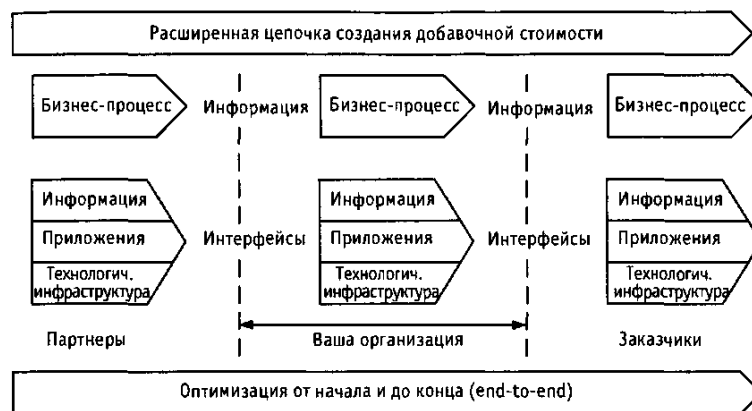 Расширенная цепочка создания добавочной стоимости
Бизнес-процесс
Информация
Бизнес-процесс
Информация
Бизнес-процесс
Информация
Приложения
Технологич.
инфраструктура
Интерфейсы
Информация
Приложения
Технологич.
инфраструктура
Интерфейсы
Информация
Приложения
Технологич.
инфраструктура
Партнеры
Ваша организация
Заказчики
Оптимизация от начала и до конца (end-to-end)